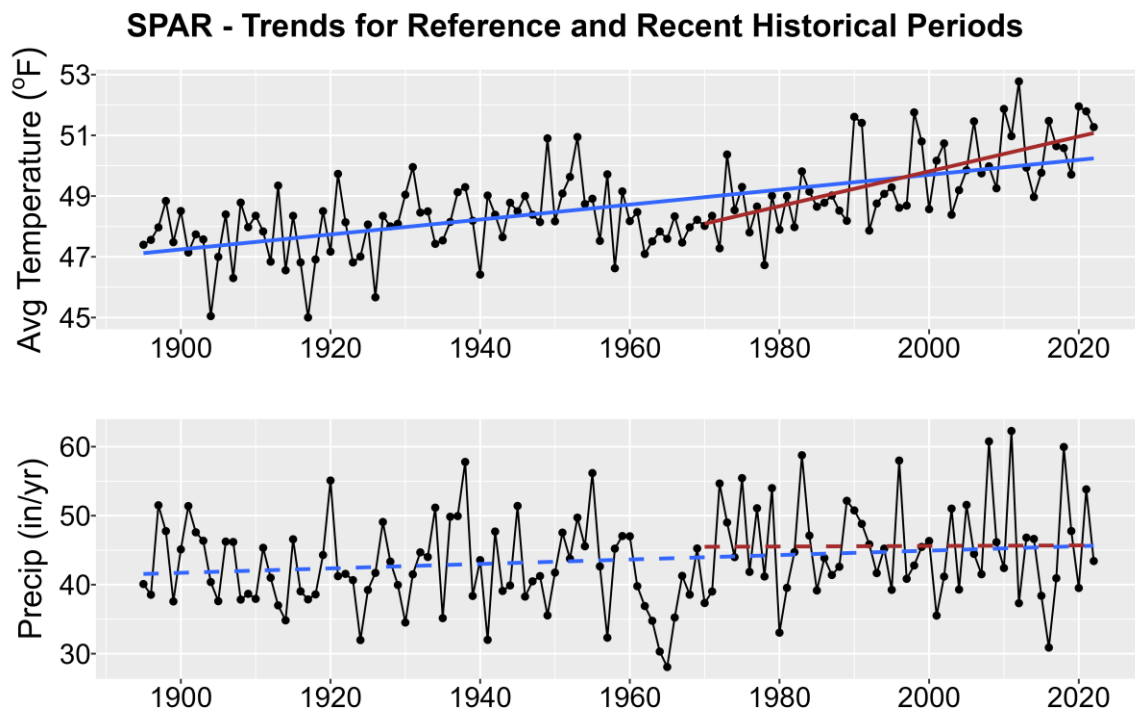 SPAR - Trends for Reference and Recent Historical Periods
Avg Temperature (°F)
53
51
49
47
45
1900 1920 1940 1960 1980 2000 2020
Precip (in/yr)
60
50
40
30
1900 1920 1940 1960 1980 2000 2020